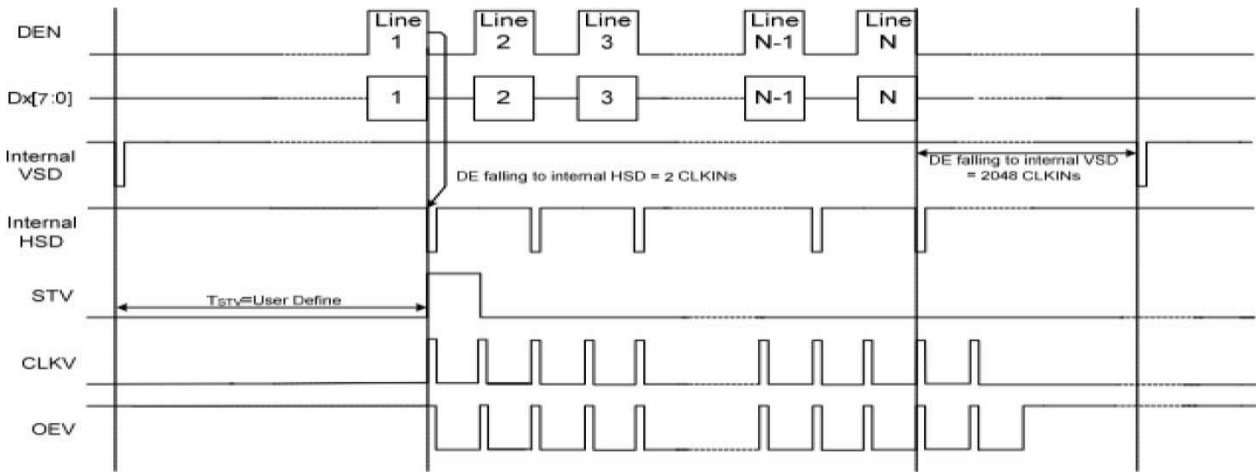 DEN
Line
1
Line
2
Line
3
Line
N-1
Line
N
Dx[7:0]
1
2
3
N-1
N
Internal
VSD
DE falling to internal HSD = 2 CLKINs
DE falling to internal VSD
= 2048 CLKINs
Internal
HSD
STV
TSTV=User Define
CLKV
OEV